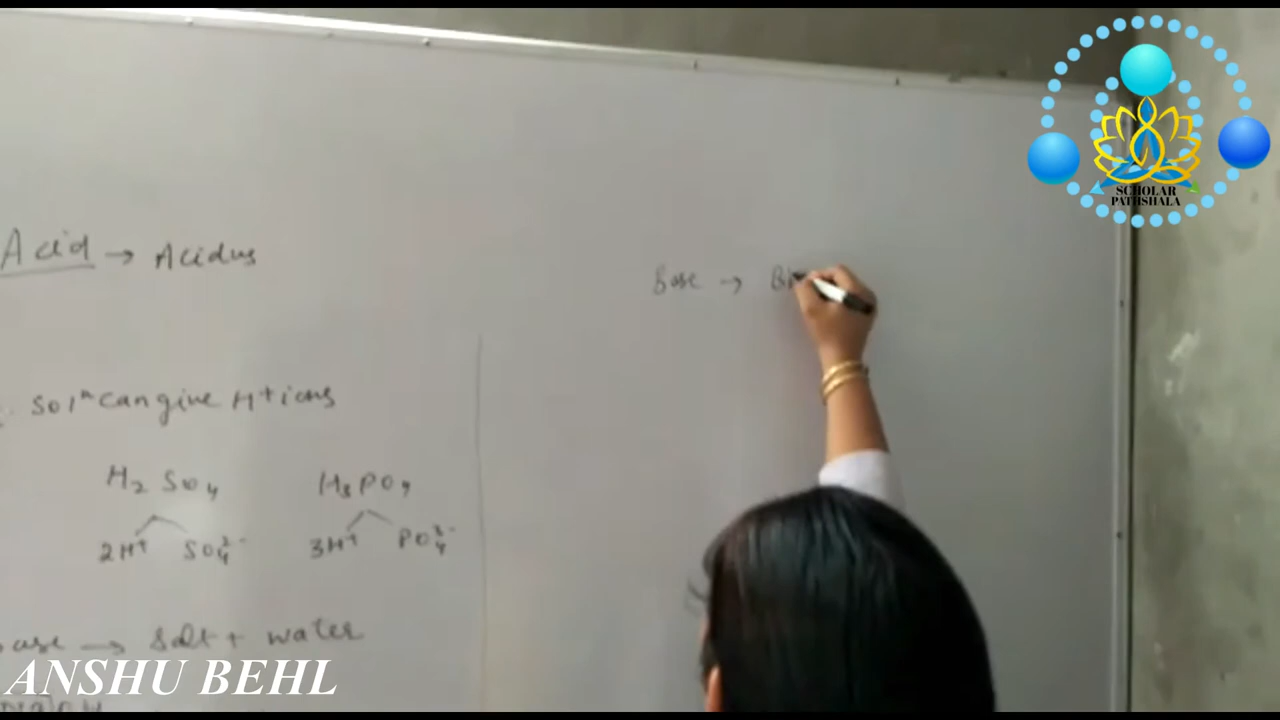 SCHOLAR
PATHSHALA
Acid → Acidus
Base → B
Solⁿ can give H⁺ ions
H₂SO₄ H₃PO₄
2H⁺ SO₄²⁻ 3H⁺ PO₄³⁻
ase → Salt + water
ANSHU BEHL